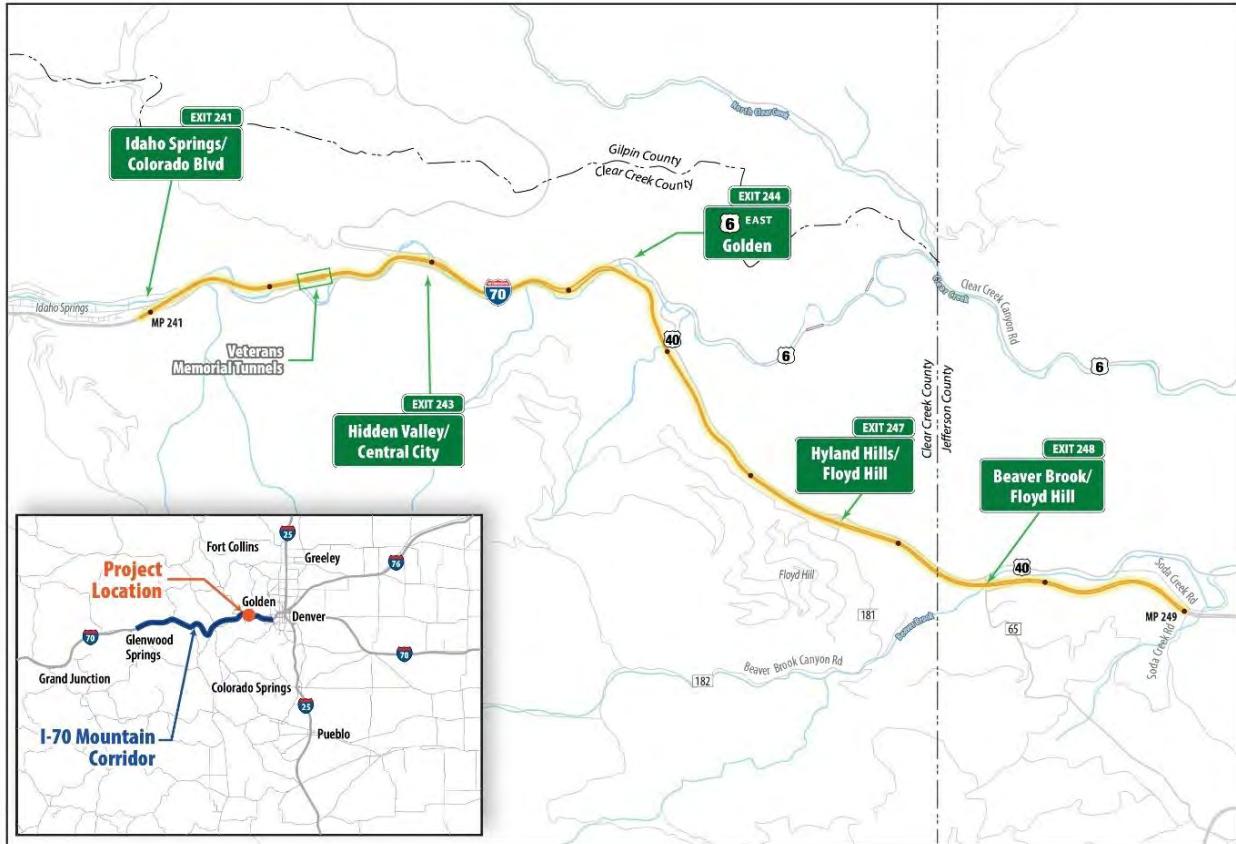 EXIT 241
Idaho Springs/
Colorado Blvd
North Clear Creek
Gilpin County
Clear Creek County
EXIT 244
6 EAST
Golden
Idaho Springs
MP 241
Veterans
Memorial Tunnels
INTERSTATE
70
40
6
Clear Creek
Clear Creek Canyon Rd
6
EXIT 243
Hidden Valley/
Central City
EXIT 247
Hyland Hills/
Floyd Hill
Clear Creek County
Jefferson County
EXIT 248
Beaver Brook/
Floyd Hill
Floyd Hill
181
Beaver Brook
Beaver Brook Canyon Rd
182
40
65
Soda Creek Rd
MP 249
Soda Creek Rd
25
Fort Collins
Greeley
76
Project
Location
Golden
Denver
70
Glenwood
Springs
70
Grand Junction
Colorado Springs
25
Pueblo
I-70 Mountain
Corridor